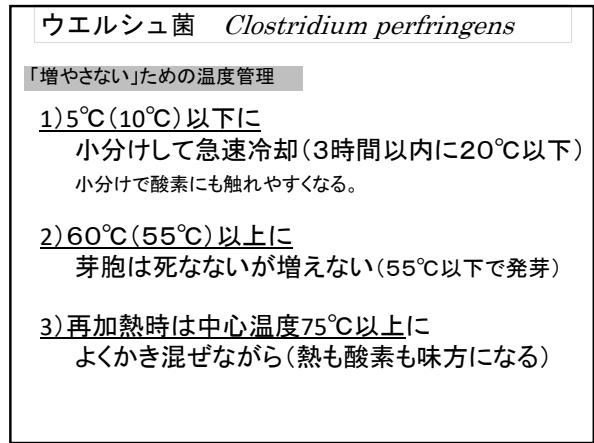 ウエルシュ菌 Clostridium perfringens
「増やさない」ための温度管理
1)5℃(10℃)以下に
小分けして急速冷却(3時間以内に20℃以下)
小分けで酸素にも触れやすくなる。
2)60℃(55℃)以上に
芽胞は死なないが増えない(55℃以下で発芽)
3)再加熱時は中心温度75℃以上に
よくかき混ぜながら(熱も酸素も味方になる)